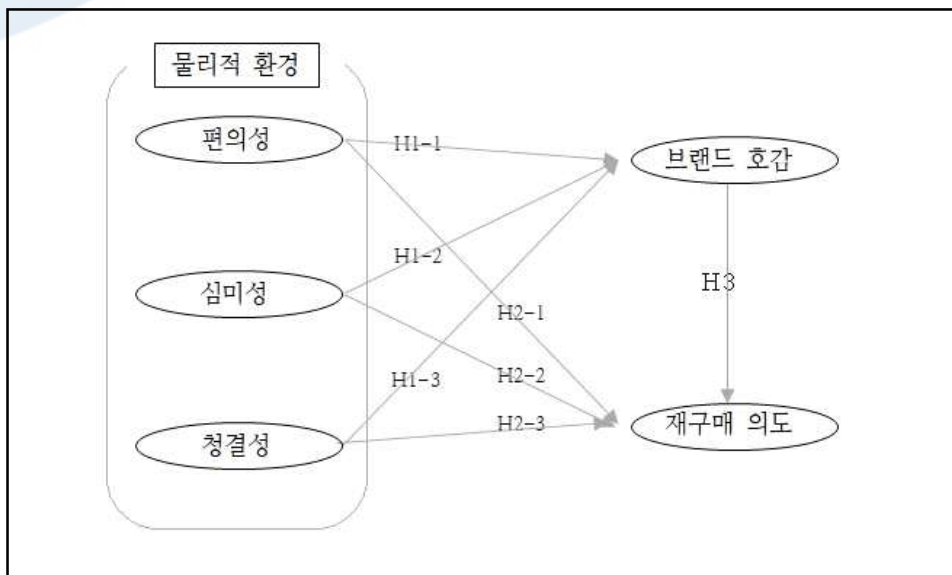 물리적 환경
편의성
H1-1
브랜드 호감
H1-2
심미성
H3
H2-1
H1-3
H2-2
청결성
H2-3
재구매 의도